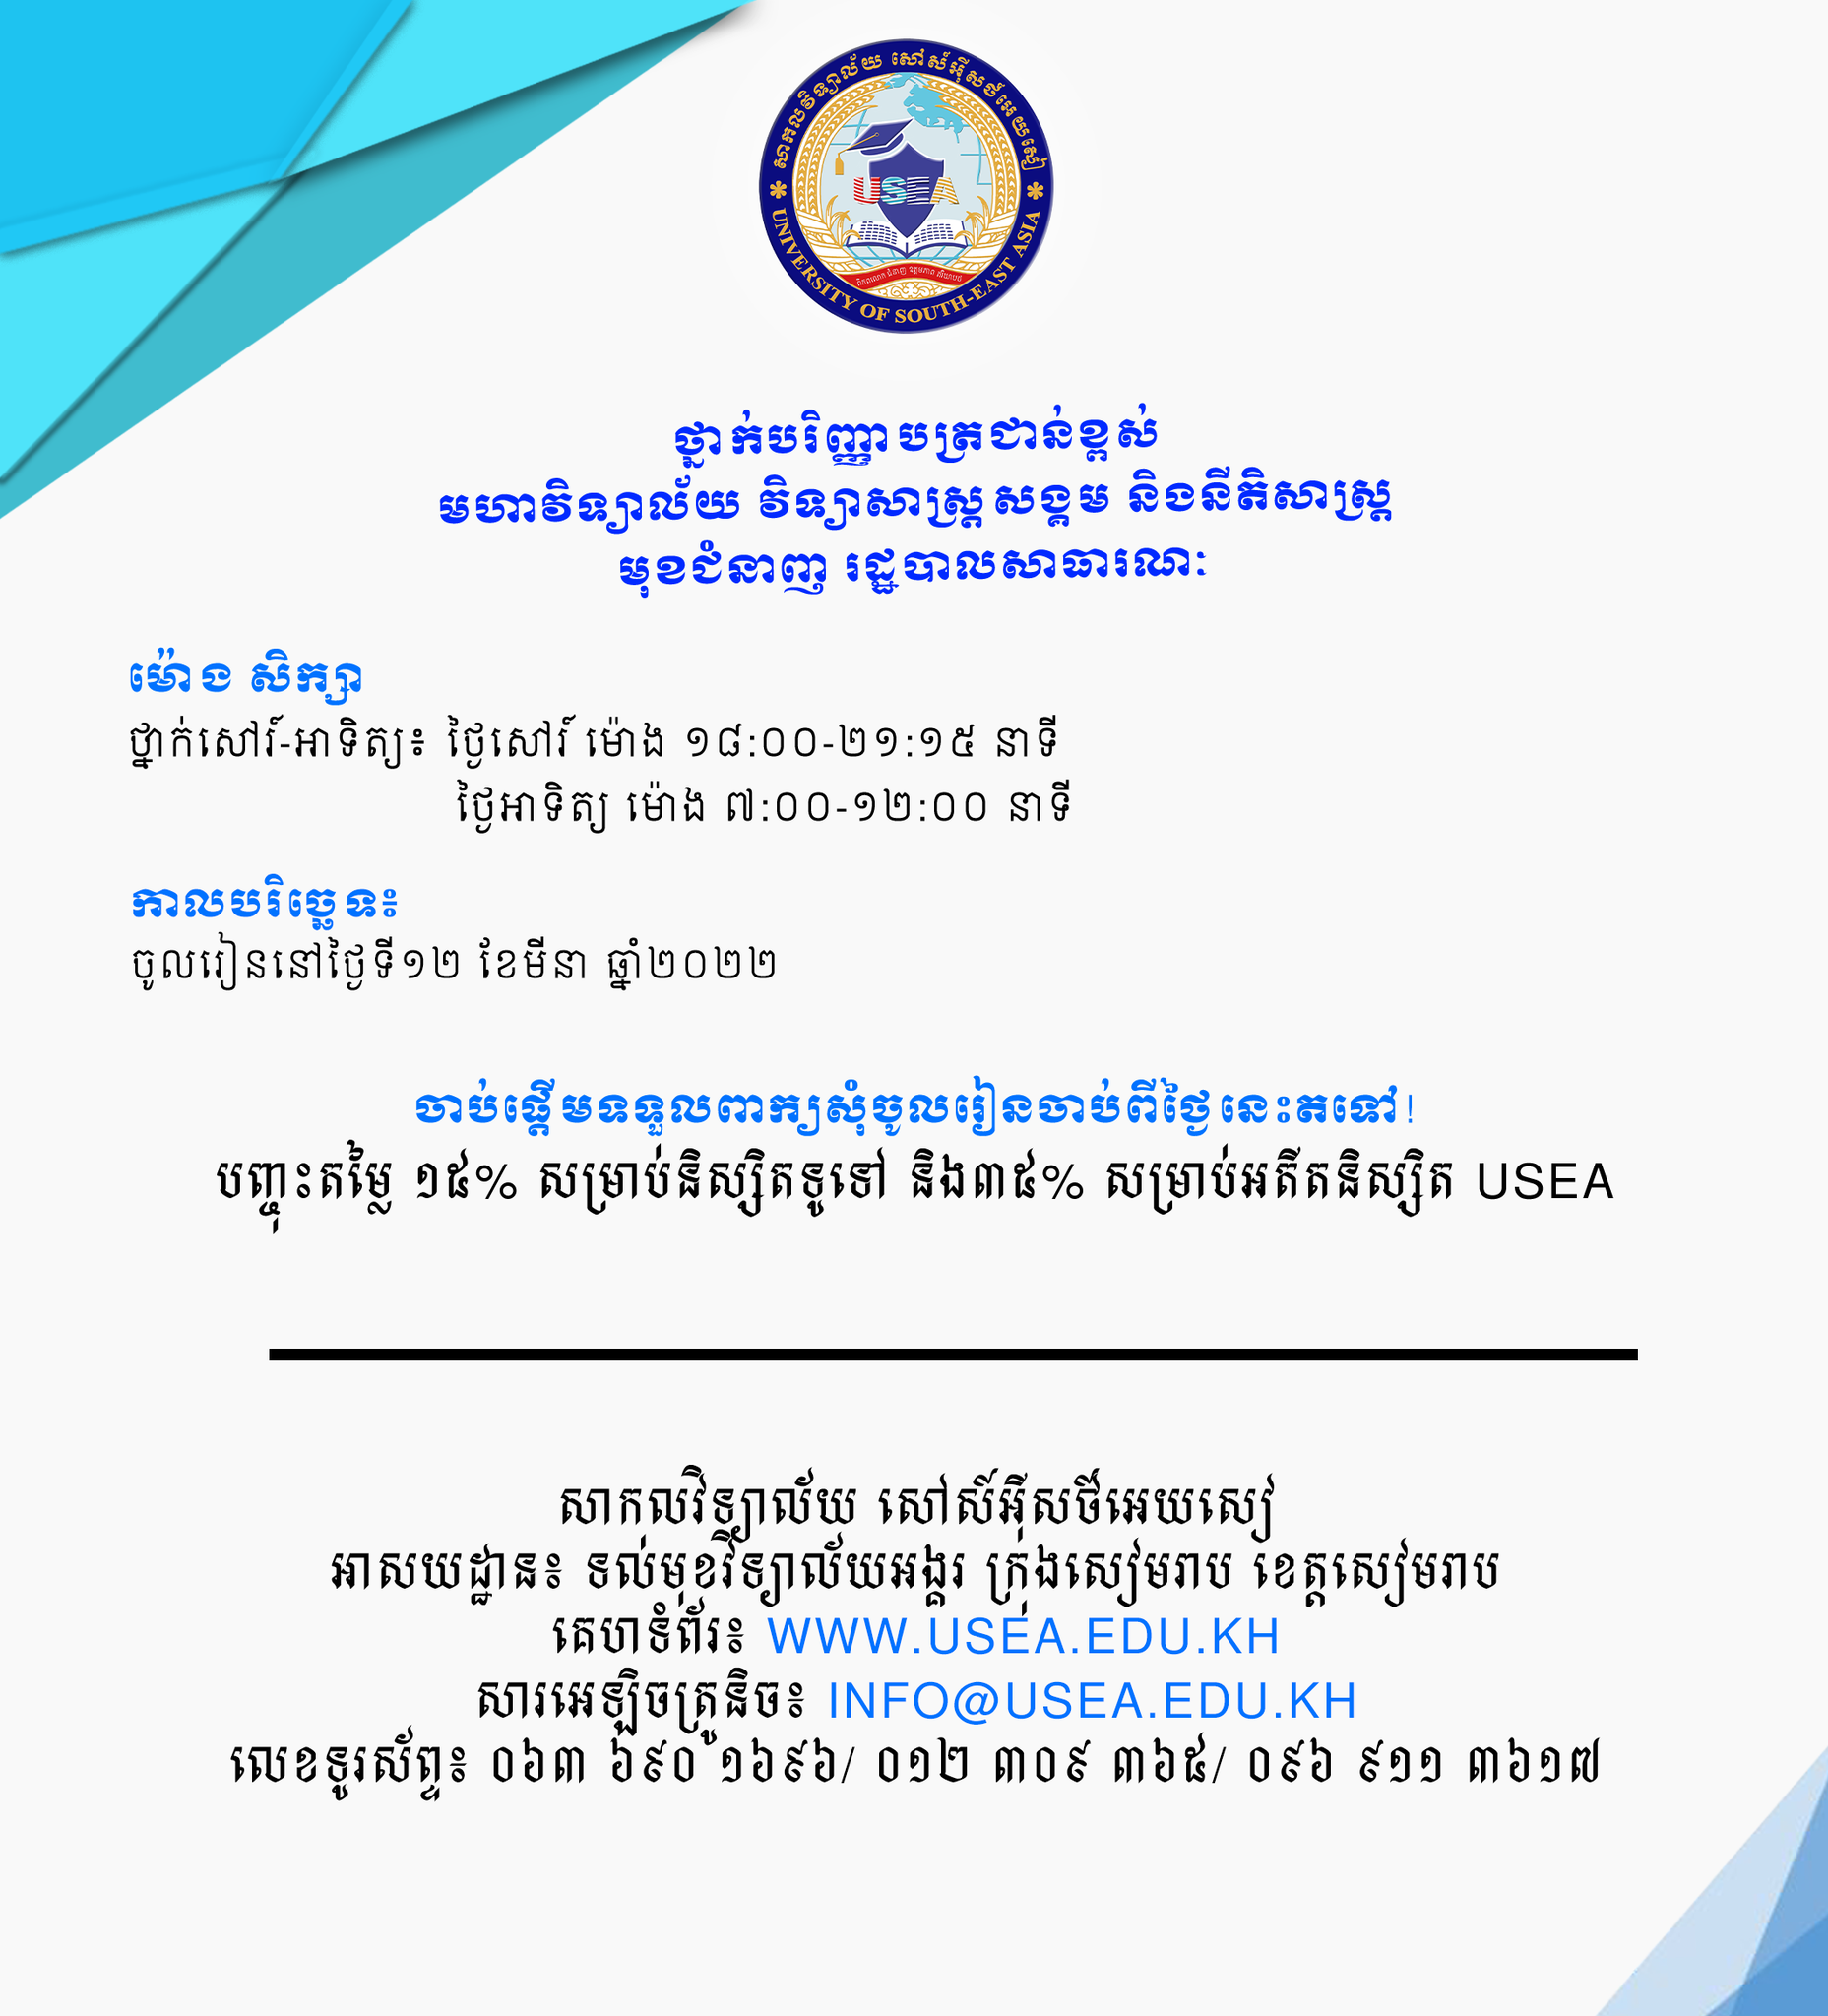 សាកលវិទ្យាល័យ សៅស៍អ៊ីសថ៍អេយសៀ
USEA
UNIVERSITY OF SOUTH-EAST ASIA
ថ្នាក់បរិញ្ញាបត្រជាន់ខ្ពស់
មហាវិទ្យាល័យ វិទ្យាសាស្ត្រសង្គម និងនីតិសាស្ត្រ
មុខជំនាញ រដ្ឋបាលសាធារណៈ
ម៉ោង សិក្សា
ថ្នាក់សៅរ៍-អាទិត្យ៖ ថ្ងៃសៅរ៍ ម៉ោង ១៨:០០-២១:១៥ នាទី
ថ្ងៃអាទិត្យ ម៉ោង ៧:០០-១២:០០ នាទី
កាលបរិច្ឆេទ៖
ចូលរៀននៅថ្ងៃទី១២ ខែមីនា ឆ្នាំ២០២២
ចាប់ផ្តើមទទួលពាក្យសុំចូលរៀនចាប់ពីថ្ងៃនេះតទៅ!
បញ្ចុះតម្លៃ ១៥% សម្រាប់និស្សិតទូទៅ និង៣៥% សម្រាប់អតីតនិស្សិត USEA
សាកលវិទ្យាល័យ សៅស៍អ៊ីសថ៍អេយសៀ
អាសយដ្ឋាន៖ ទល់មុខវិទ្យាល័យអង្គរ ក្រុងសៀមរាប ខេត្តសៀមរាប
គេហទំព័រ៖ WWW.USEA.EDU.KH
សារអេឡិចត្រូនិច៖ INFO@USEA.EDU.KH
លេខទូរស័ព្ទ៖ ០៦៣ ៦៩០ ១៦៩៦/ ០១២ ៣០៩ ៣៦៥/ ០៩៦ ៩១១ ៣៦១៧